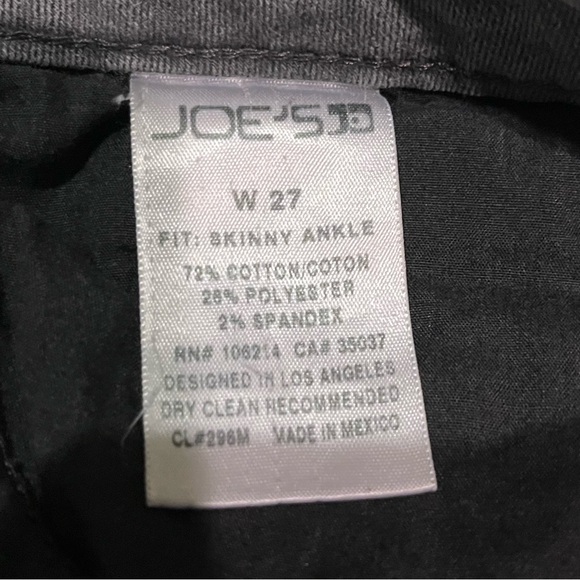 JOE'S JD
W 27
FIT: SKINNY ANKLE
72% COTTON/COTON
26% POLYESTER
2% SPANDEX
RN# 106214 CA# 35037
DESIGNED IN LOS ANGELES
DRY CLEAN RECOMMENDED
CL#296M MADE IN MEXICO